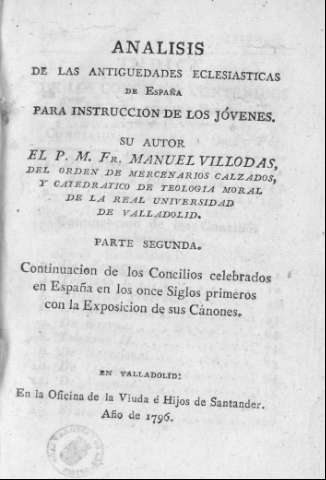 ANALISIS
DE LAS ANTIGUEDADES ECLESIASTICAS
DE ESPAÑA
PARA INSTRUCCION DE LOS JÓVENES.
SU AUTOR
EL P. M. FR. MANUEL VILLODAS,
DEL ORDEN DE MERCENARIOS CALZADOS,
Y CATEDRATICO DE TEOLOGIA MORAL
DE LA REAL UNIVERSIDAD
DE VALLADOLID.
PARTE SEGUNDA.
Continuacion de los Concilios celebrados
en España en los once Siglos primeros
con la Exposicion de sus Cánones.
EN VALLADOLID:
En la Oficina de la Viuda é Hijos de Santander.
Año de 1796.